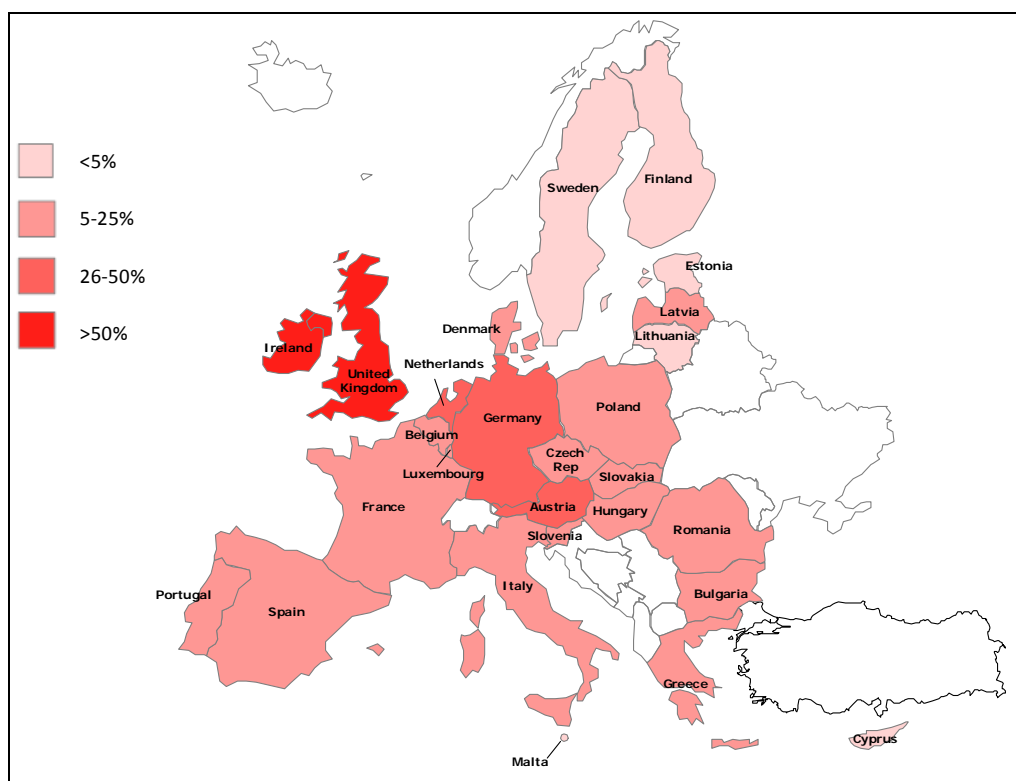 <5%
5-25%
26-50%
>50%
Sweden
Finland
Estonia
Latvia
Lithuania
Denmark
Ireland
United
Kingdom
Netherlands
Germany
Poland
Belgium
Czech
Rep
Luxembourg
Slovakia
France
Austria
Hungary
Slovenia
Romania
Portugal
Spain
Italy
Bulgaria
Greece
Cyprus
Malta